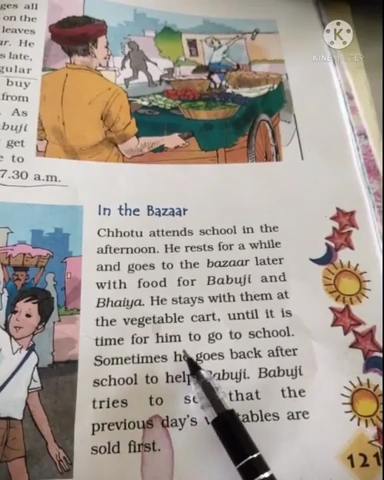 ges all
on the
leaves
ar. He
s late,
gular
buy
from
. As
abuji
get
e to
7.30 a.m.
K
KINEMASTER
In the Bazaar
Chhotu attends school in the
afternoon. He rests for a while
and goes to the bazaar later
with food for Babuji and
Bhaiya. He stays with them at
the vegetable cart, until it is
time for him to go to school.
Sometimes he goes back after
school to help Babuji. Babuji
tries to that the
previous day's are
sold first.
121